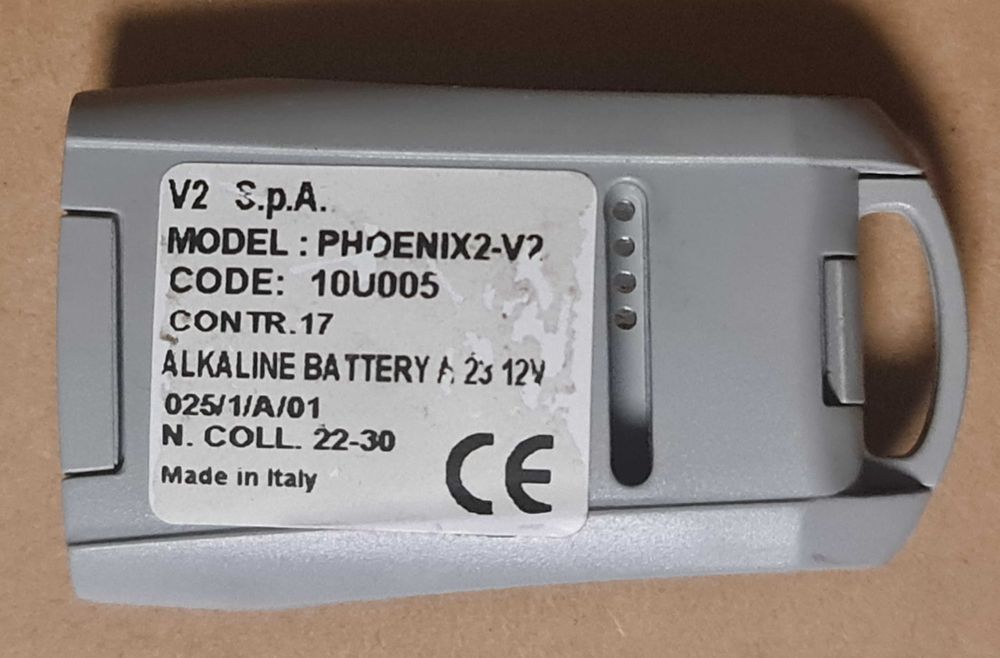 V2 S.p.A.
MODEL : PHOENIX2-V2
CODE: 10U005
CONTR.17
ALKALINE BATTERY A 23 12V
025/1/A/01
N. COLL. 22-30
Made in Italy
CE